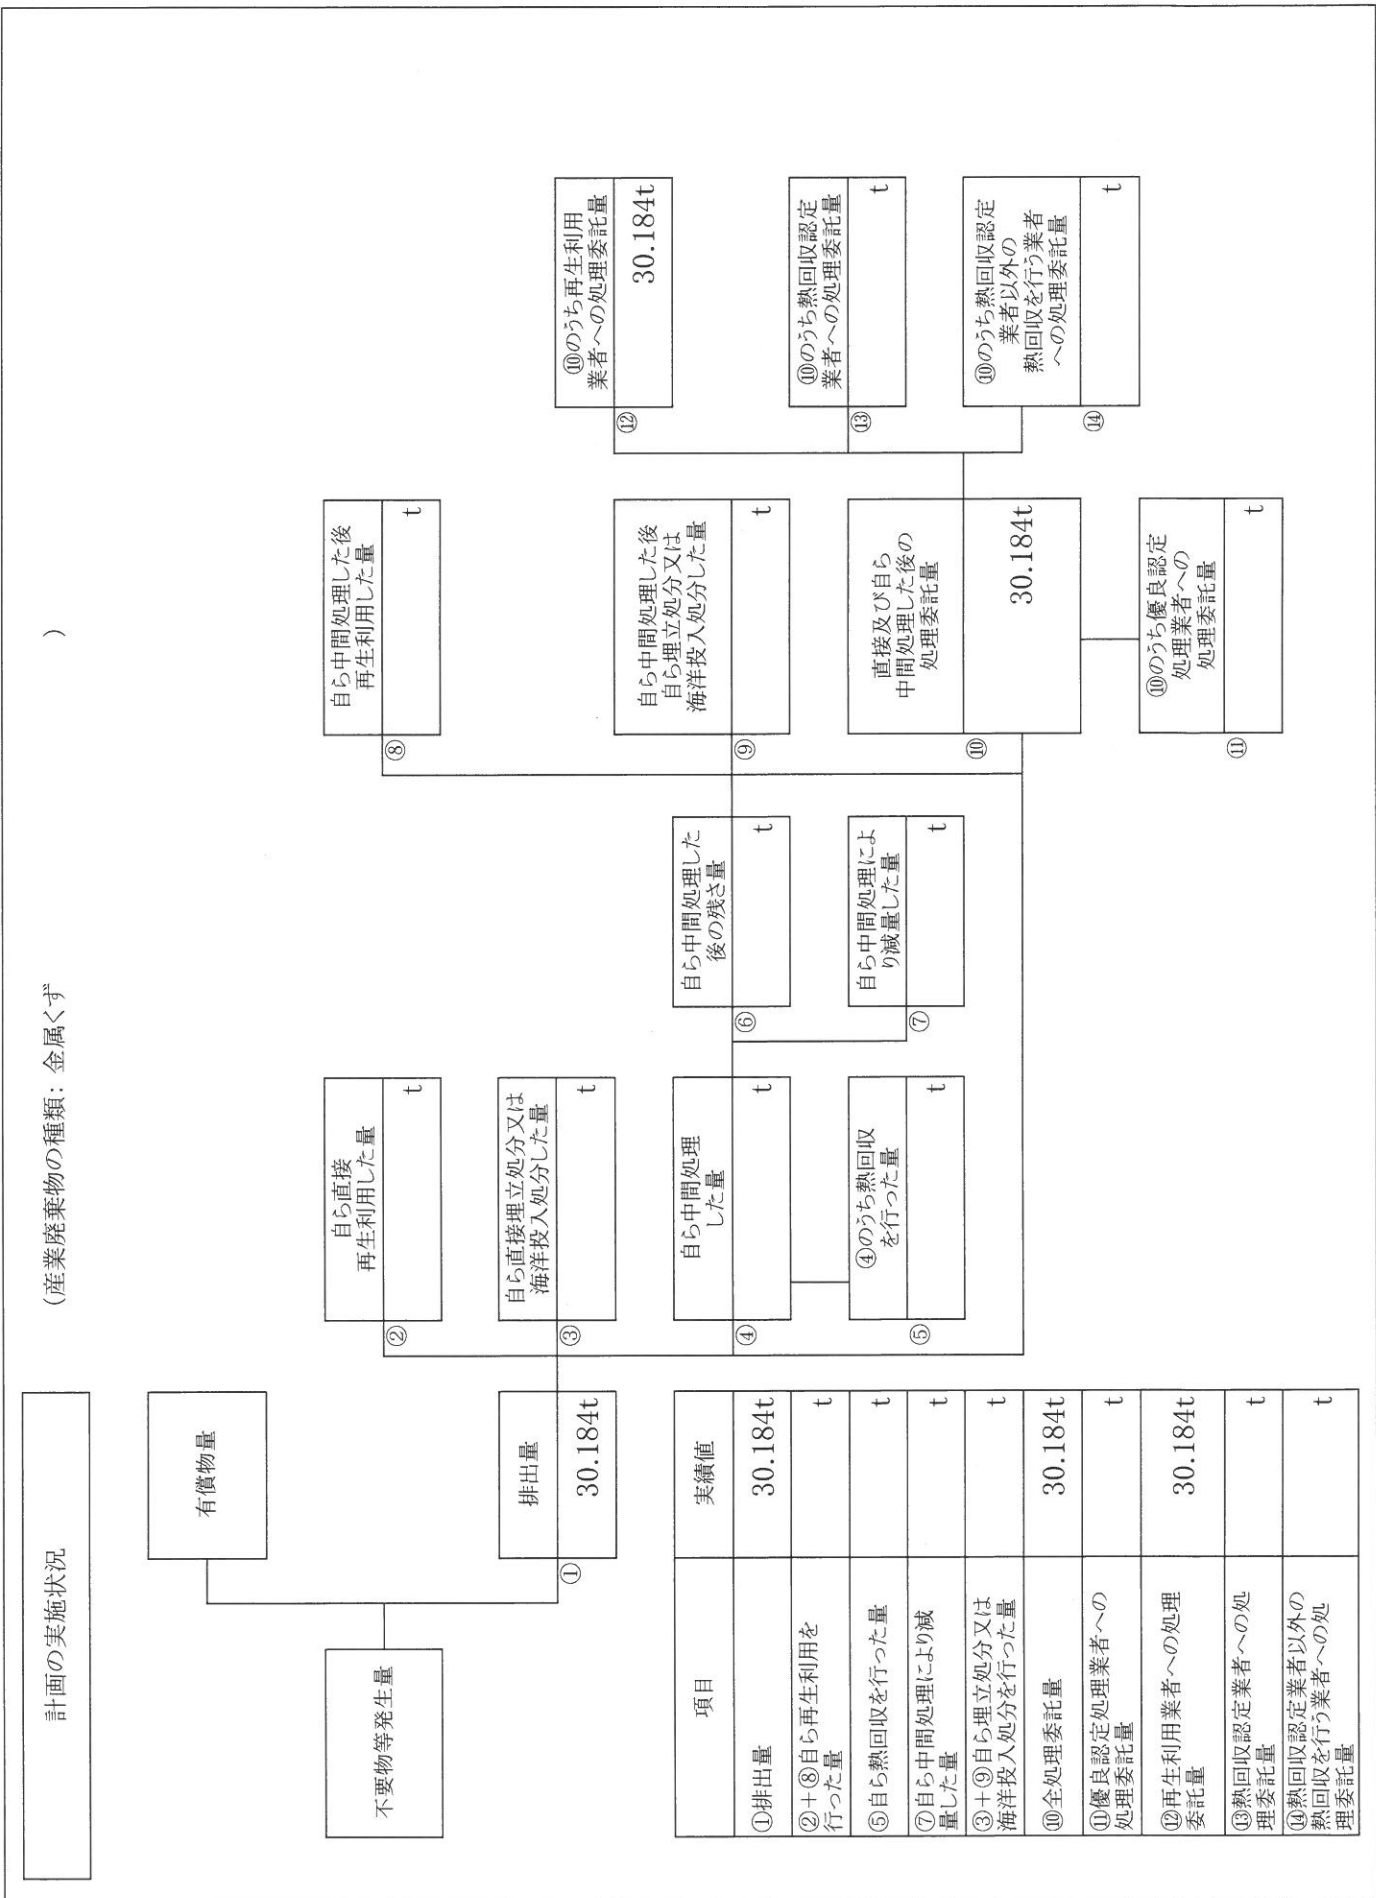 計画の実施状況
(産業廃棄物の種類: 金属くず )
不要物等発生量
有償物量
排出量
① 30.184t
自ら直接
再生利用した量
② t
自ら直接埋立処分又は
海洋投入処分した量
③ t
自ら中間処理
した量
④ t
④のうち熱回収
を行った量
⑤ t
自ら中間処理した
後の残さ量
⑥ t
自ら中間処理によ
り減量した量
⑦ t
自ら中間処理した後
再生利用した量
⑧ t
自ら中間処理した後
自ら埋立処分又は
海洋投入処分した量
⑨ t
直接及び自ら
中間処理した後の
処理委託量
⑩ 30.184t
⑩のうち優良認定
処理業者への
処理委託量
⑪ t
⑩のうち再生利用
業者への処理委託量
⑫ 30.184t
⑩のうち熱回収認定
業者への処理委託量
⑬ t
⑩のうち熱回収認定
業者以外の
熱回収を行う業者
への処理委託量
⑭ t
項目 実績値
①排出量 30.184t
②+⑧自ら再生利用を
行った量 t
⑤自ら熱回収を行った量 t
⑦自ら中間処理により減
量した量 t
③+⑨自ら埋立処分又は
海洋投入処分を行った量 t
⑩全処理委託量 30.184t
⑪優良認定処理業者への
処理委託量 t
⑫再生利用業者への処理
委託量 30.184t
⑬熱回収認定業者への処
理委託量 t
⑭熱回収認定業者以外の
熱回収を行う業者への処
理委託量 t